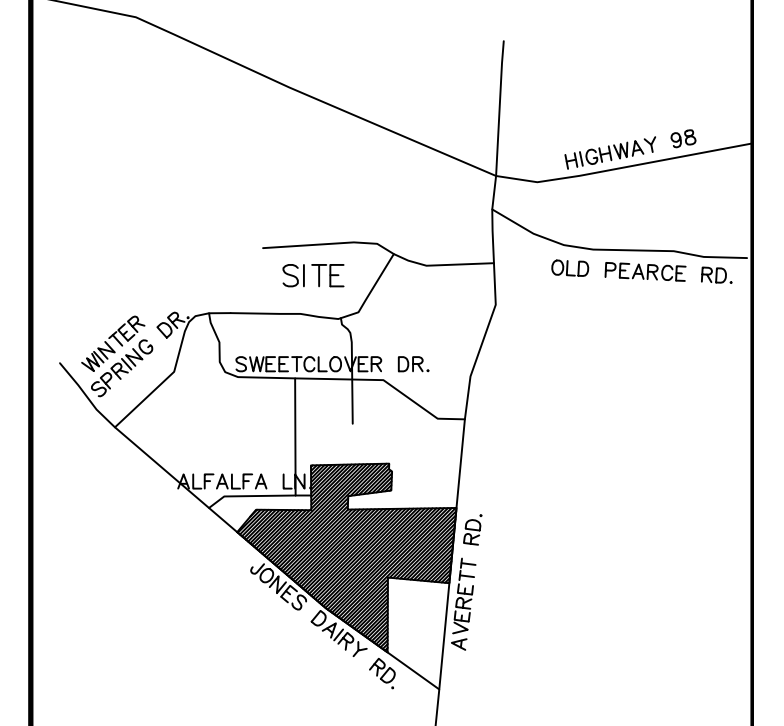 HIGHWAY 98
OLD PEARCE RD.
SITE
WINTER
SPRING DR.
SWEETCLOVER DR.
ALFALFA LN.
AVERETT RD.
JONES DAIRY RD.